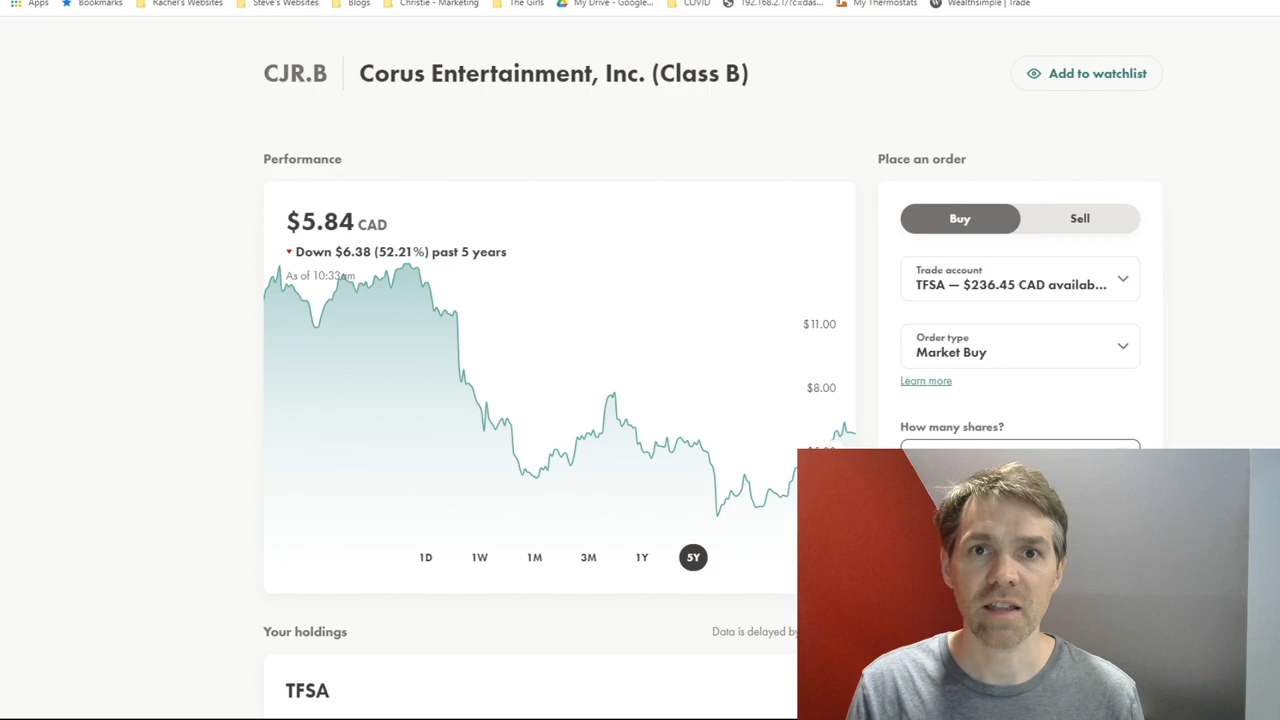 Apps Bookmarks Rachel's Websites Steve's Websites Blogs Christie - Marketing The Girls My Drive - Google... COVID 192.168.2.1/?c=das... My Thermostats Wealthsimple | Trade
CJR.B Corus Entertainment, Inc. (Class B) Add to watchlist
Performance
$5.84 CAD
Down $6.38 (52.21%) past 5 years
As of 10:33am
$11.00
$8.00
1D 1W 1M 3M 1Y 5Y
Your holdings Data is delayed by
TFSA
Place an order
Buy Sell
Trade account
TFSA — $236.45 CAD availab...
Order type
Market Buy
Learn more
How many shares?